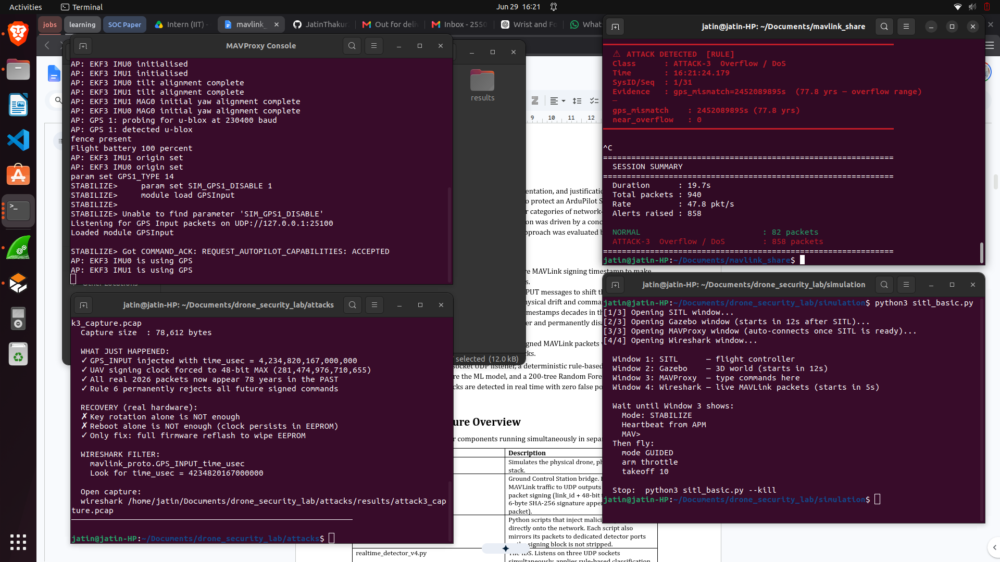 Activities
Terminal
Jun 29 16:21
jobs
learning
SOC Paper
Intern (IIT) -
mavlink_
JatinThakur
Out for deliv
Inbox - 2550
Wrist and Fo
What
MAVProxy Console
AP: EKF3 IMU0 initialised
AP: EKF3 IMU1 initialised
AP: EKF3 IMU0 tilt alignment complete
AP: EKF3 IMU1 tilt alignment complete
AP: EKF3 IMU1 MAG0 initial yaw alignment complete
AP: EKF3 IMU0 MAG0 initial yaw alignment complete
AP: GPS 1: probing for u-blox at 230400 baud
AP: GPS 1: detected u-blox
fence present
Flight battery 100 percent
AP: EKF3 IMU1 origin set
AP: EKF3 IMU0 origin set
param set GPS1_TYPE 14
STABILIZE>     param set SIM_GPS1_DISABLE 1
STABILIZE>     module load GPSInput
STABILIZE>
STABILIZE> Unable to find parameter 'SIM_GPS1_DISABLE'
Listening for GPS Input packets on UDP://127.0.0.1:25100
Loaded module GPSInput
STABILIZE> Got COMMAND_ACK: REQUEST_AUTOPILOT_CAPABILITIES: ACCEPTED
AP: EKF3 IMU0 is using GPS
AP: EKF3 IMU1 is using GPS
results
selected (12.0 kB)
jatin@jatin-HP: ~/Documents/drone_security_lab/attacks
k3_capture.pcap
Capture size  : 78,612 bytes
WHAT JUST HAPPENED:
✓ GPS_INPUT injected with time_usec = 4,234,820,167,000,000
✓ UAV signing clock forced to 48-bit MAX (281,474,976,710,655)
✓ All real 2026 packets now appear 78 years in the PAST
✓ Rule 6 permanently rejects all future signed commands
RECOVERY (real hardware):
✗ Key rotation alone is NOT enough
✗ Reboot alone is NOT enough (clock persists in EEPROM)
✓ Only fix: full firmware reflash to wipe EEPROM
WIRESHARK FILTER:
mavlink_proto.GPS_INPUT_time_usec
Look for time_usec = 4234820167000000
Open capture:
wireshark /home/jatin/Documents/drone_security_lab/attacks/results/attack3_cap
ture.pcap
jatin@jatin-HP:~/Documents/drone_security_lab/attacks$
9 10 11 12
entation, and justificatio
o protect an ArduPilot S
r categories of network-
on was driven by a conc
pproach was evaluated b
re MAVLink signing timestamp to make
s.
PUT messages to shift th
hysical drift and comma
mestamps decades in th
er and permanently disa
gned MAVLink packets
cks.
socket UDP listener, a deterministic rule-based
re the ML model, and a 200-tree Random Fore
cks are detected in real time with zero false po
ure Overview
r components running simultaneously in separ
Description
Simulates the physical drone, ph
stack.
Ground Control Station bridge.
MAVLink traffic to UDP outputs
packet signing (link_id + 48-bit
6-byte SHA-256 signature appen
packet).
Python scripts that inject malici
directly onto the network. Each script also
mirrors its packets to dedicated detector ports
signing block is not stripped.
realtime_detector_v4.py
The IDS. Listens on three UDP sockets
simultaneously, applies rule-based classification
jatin@jatin-HP: ~/Documents/mavlink_share
⚠ ATTACK DETECTED  [RULE]
Class      : ATTACK-3  Overflow / DoS
Time       : 16:21:24.179
SysID/Seq  : 1/31
Evidence   : gps_mismatch=2452089895s  (77.8 yrs — overflow range)
—
gps_mismatch    : 2452089895s (77.8 yrs)
near_overflow   : 0
^C
==============================================================
SESSION SUMMARY
==============================================================
Duration      : 19.7s
Total packets : 940
Rate          : 47.8 pkt/s
Alerts raised : 858
NORMAL                          : 82 packets
ATTACK-3  Overflow / DoS        : 858 packets
==============================================================
jatin@jatin-HP:~/Documents/mavlink_share$
jatin@jatin-HP: ~/Documents/drone_security_lab/simulation
jatin@jatin-HP:~/Documents/drone_security_lab/simulation$ python3 sitl_basic.py
[1/3] Opening SITL window...
[2/3] Opening Gazebo window (starts in 12s after SITL)...
[3/3] Opening MAVProxy window (auto-connects once SITL is ready)...
[4/4] Opening Wireshark window...
Window 1: SITL      — flight controller
Window 2: Gazebo    — 3D world (starts in 12s)
Window 3: MAVProxy  — type commands here
Window 4: Wireshark — live MAVLink packets (starts in 5s)
Wait until Window 3 shows:
Mode: STABILIZE
Heartbeat from APM
MAV>
Then fly:
mode GUIDED
arm throttle
takeoff 10
Stop:  python3 sitl_basic.py --kill
jatin@jatin-HP:~/Documents/drone_security_lab/simulation$